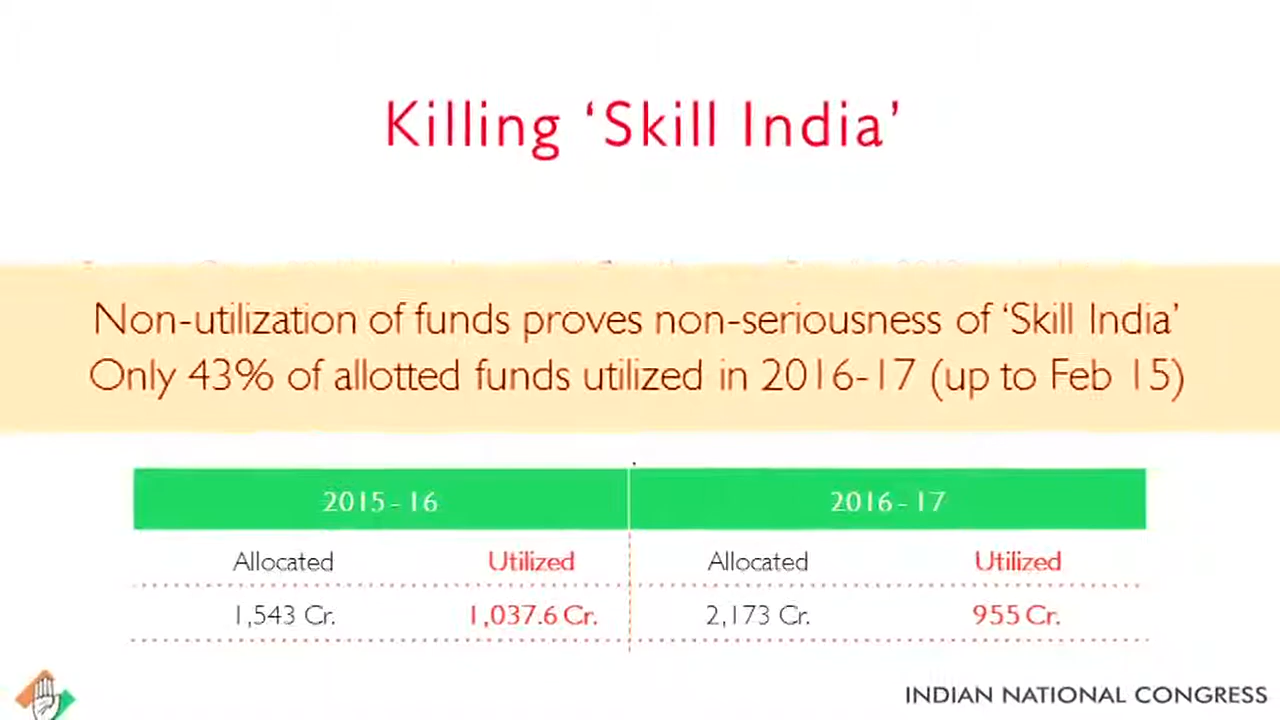 Killing ‘Skill India’
Non-utilization of funds proves non-seriousness of ‘Skill India’
Only 43% of allotted funds utilized in 2016-17 (up to Feb 15)
2015-16 2016-17
Allocated Utilized Allocated Utilized
1,543 Cr. 1,037.6 Cr. 2,173 Cr. 955 Cr.
INDIAN NATIONAL CONGRESS